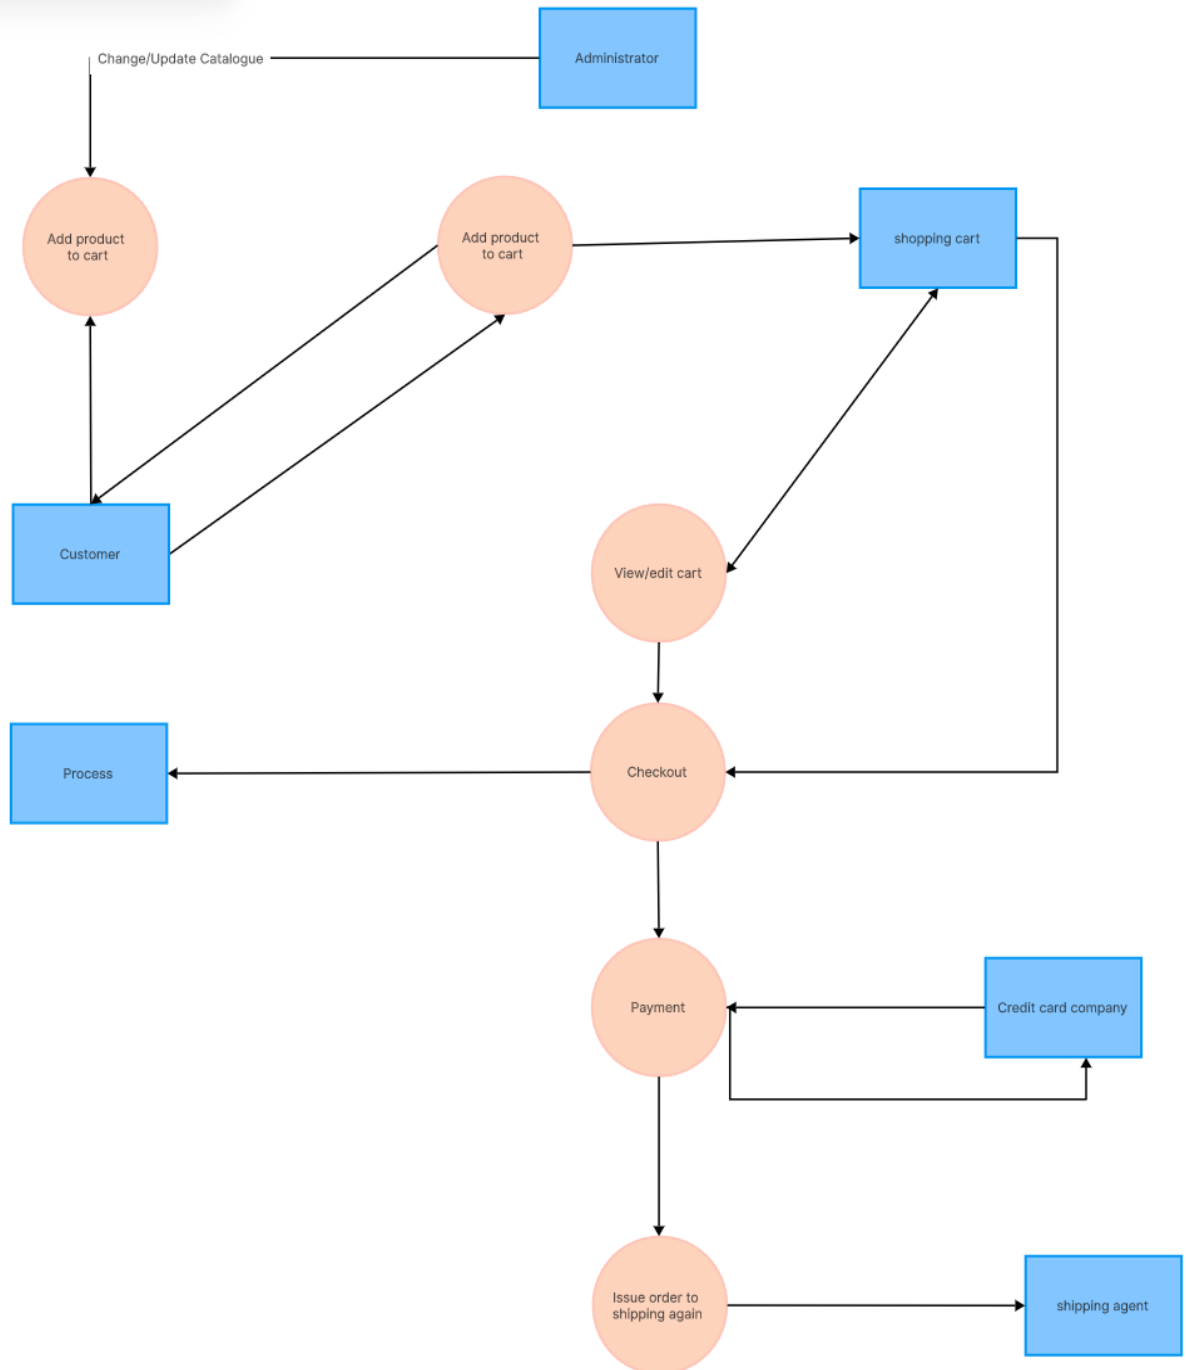 Change/Update Catalogue
Administrator
Add product
to cart
Add product
to cart
shopping cart
Customer
View/edit cart
Process
Checkout
Payment
Credit card company
Issue order to
shipping again
shipping agent